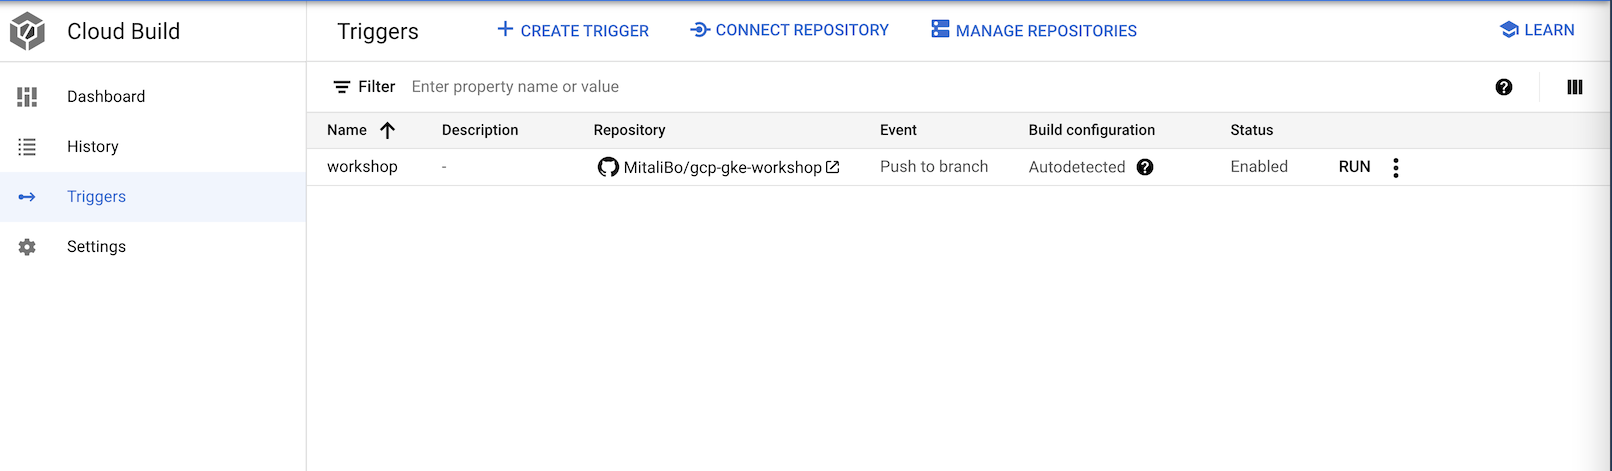 Cloud Build
Triggers
CREATE TRIGGER
CONNECT REPOSITORY
MANAGE REPOSITORIES
LEARN
Dashboard
History
Triggers
Settings
Filter Enter property name or value
Name Description Repository Event Build configuration Status
workshop - MitaliBo/gcp-gke-workshop Push to branch Autodetected Enabled RUN